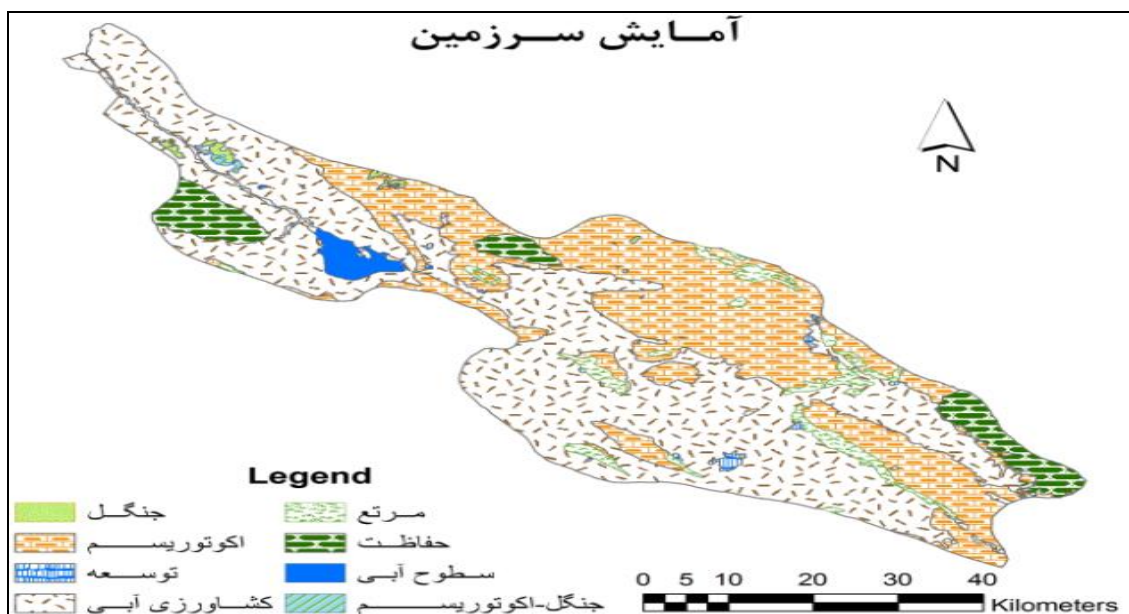 آمایش سرزمین
N
Legend
جنگل
مرتع
اکوتوریسم
حفاظت
توسعه
سطوح آبی
کشاورزی آبی
جنگل-اکوتوریسم
0 5 10 20 30 40
Kilometers